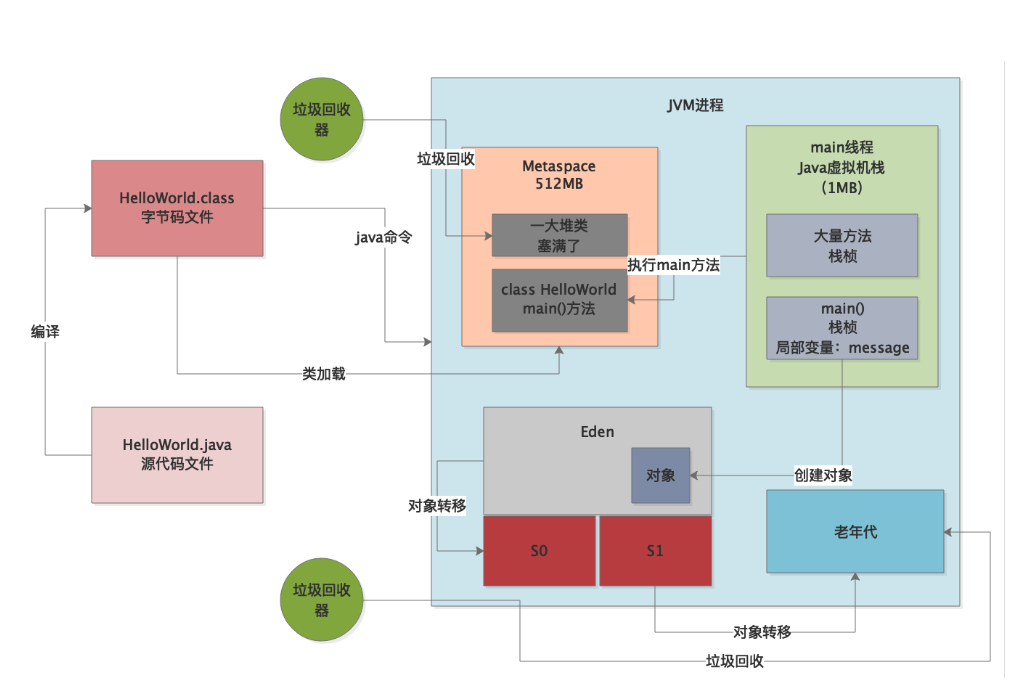 JVM进程
垃圾回收
器
垃圾回收
Metaspace
512MB
一大堆类
塞满了
class HelloWorld
main()方法
main线程
Java虚拟机栈
（1MB）
大量方法
栈桢
main()
栈桢
局部变量：message
执行main方法
HelloWorld.class
字节码文件
java命令
编译
类加载
HelloWorld.java
源代码文件
Eden
对象
创建对象
对象转移
S0
S1
老年代
垃圾回收
器
对象转移
垃圾回收